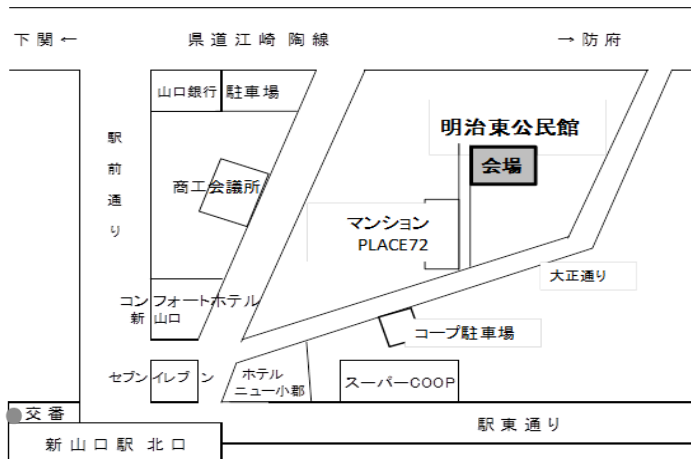 下関 ←
県道江崎 陶線
→ 防府
山口銀行
駐車場
駅前通り
明治東公民館
会場
商工会議所
マンション
PLACE72
大正通り
コンフォートホテル
新 山口
コープ駐車場
セブンイレブン
ホテル
ニュー小郡
スーパーCOOP
交番
駅東通り
新山口駅 北口